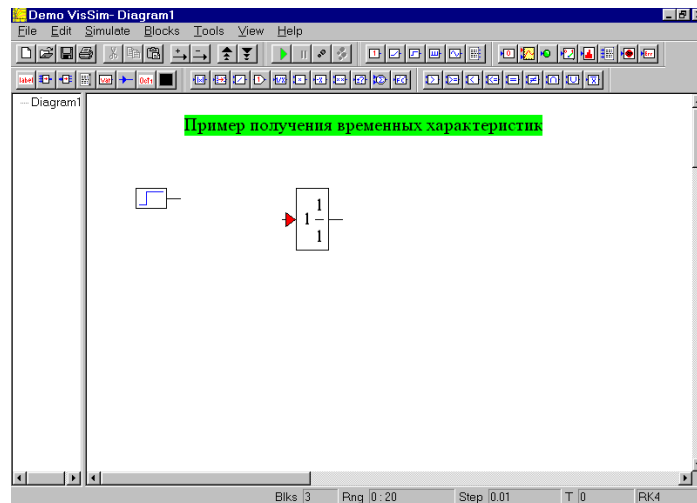 Demo VisSim- Diagram1
File Edit Simulate Blocks Tools View Help
Diagram1
Пример получения временных характеристик
1
1
1
Blks 3 Rng 0 : 20 Step 0.01 T 0 RK4